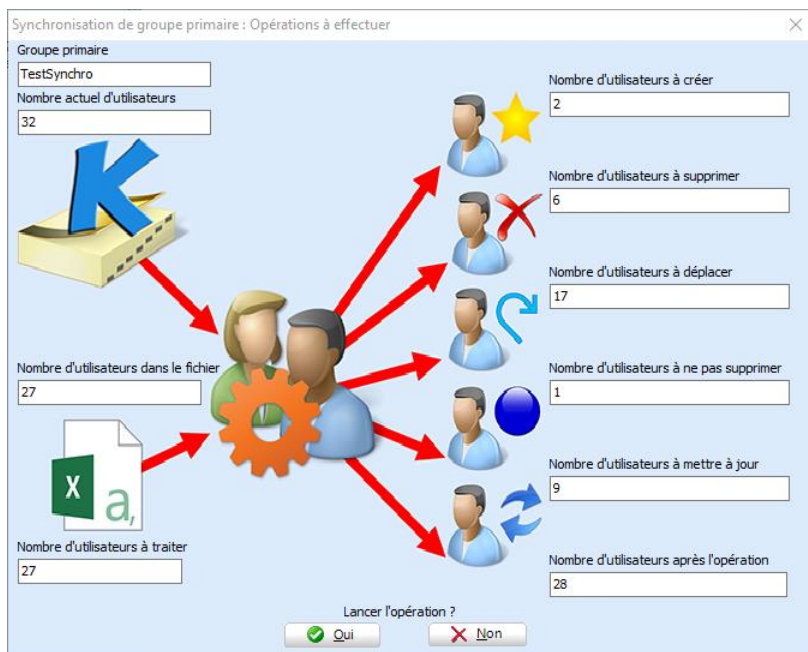 Synchronisation de groupe primaire : Opérations à effectuer
Groupe primaire
TestSynchro
Nombre actuel d'utilisateurs
32
K
Nombre d'utilisateurs dans le fichier
27
X
a,
Nombre d'utilisateurs à traiter
27
Nombre d'utilisateurs à créer
2
Nombre d'utilisateurs à supprimer
6
Nombre d'utilisateurs à déplacer
17
Nombre d'utilisateurs à ne pas supprimer
1
Nombre d'utilisateurs à mettre à jour
9
Nombre d'utilisateurs après l'opération
28
Lancer l'opération ?
Oui
Non